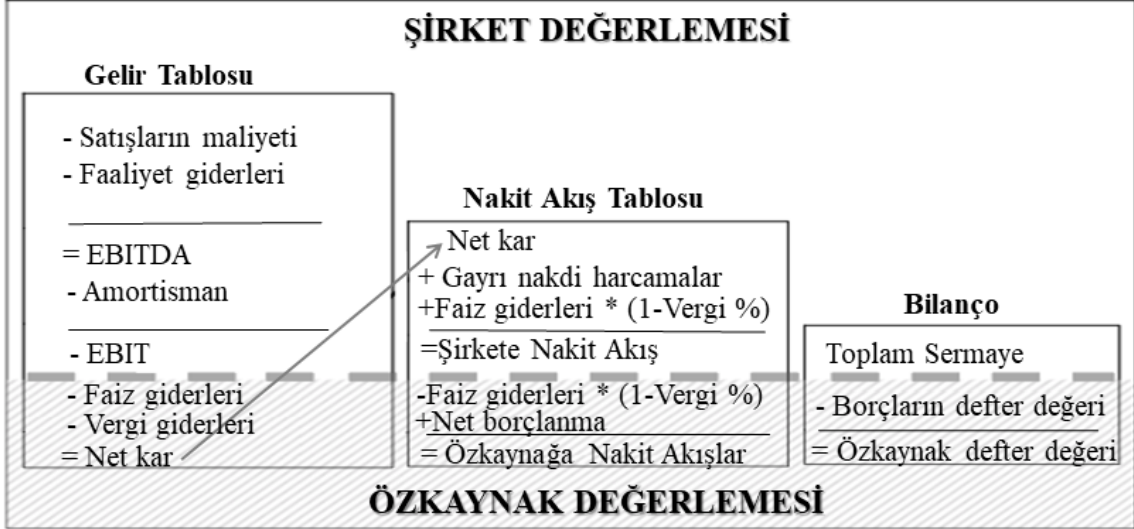 ŞİRKET DEĞERLEMESİ
Gelir Tablosu
- Satışların maliyeti
- Faaliyet giderleri
= EBITDA
- Amortisman
- EBIT
- Faiz giderleri
- Vergi giderleri
= Net kar
Nakit Akış Tablosu
Net kar
+ Gayrı nakdi harcamalar
+Faiz giderleri * (1-Vergi %)
=Şirkete Nakit Akış
-Faiz giderleri * (1-Vergi %)
+Net borçlanma
= Özkaynağa Nakit Akışlar
Bilanço
Toplam Sermaye
- Borçların defter değeri
= Özkaynak defter değeri
ÖZKAYNAK DEĞERLEMESİ